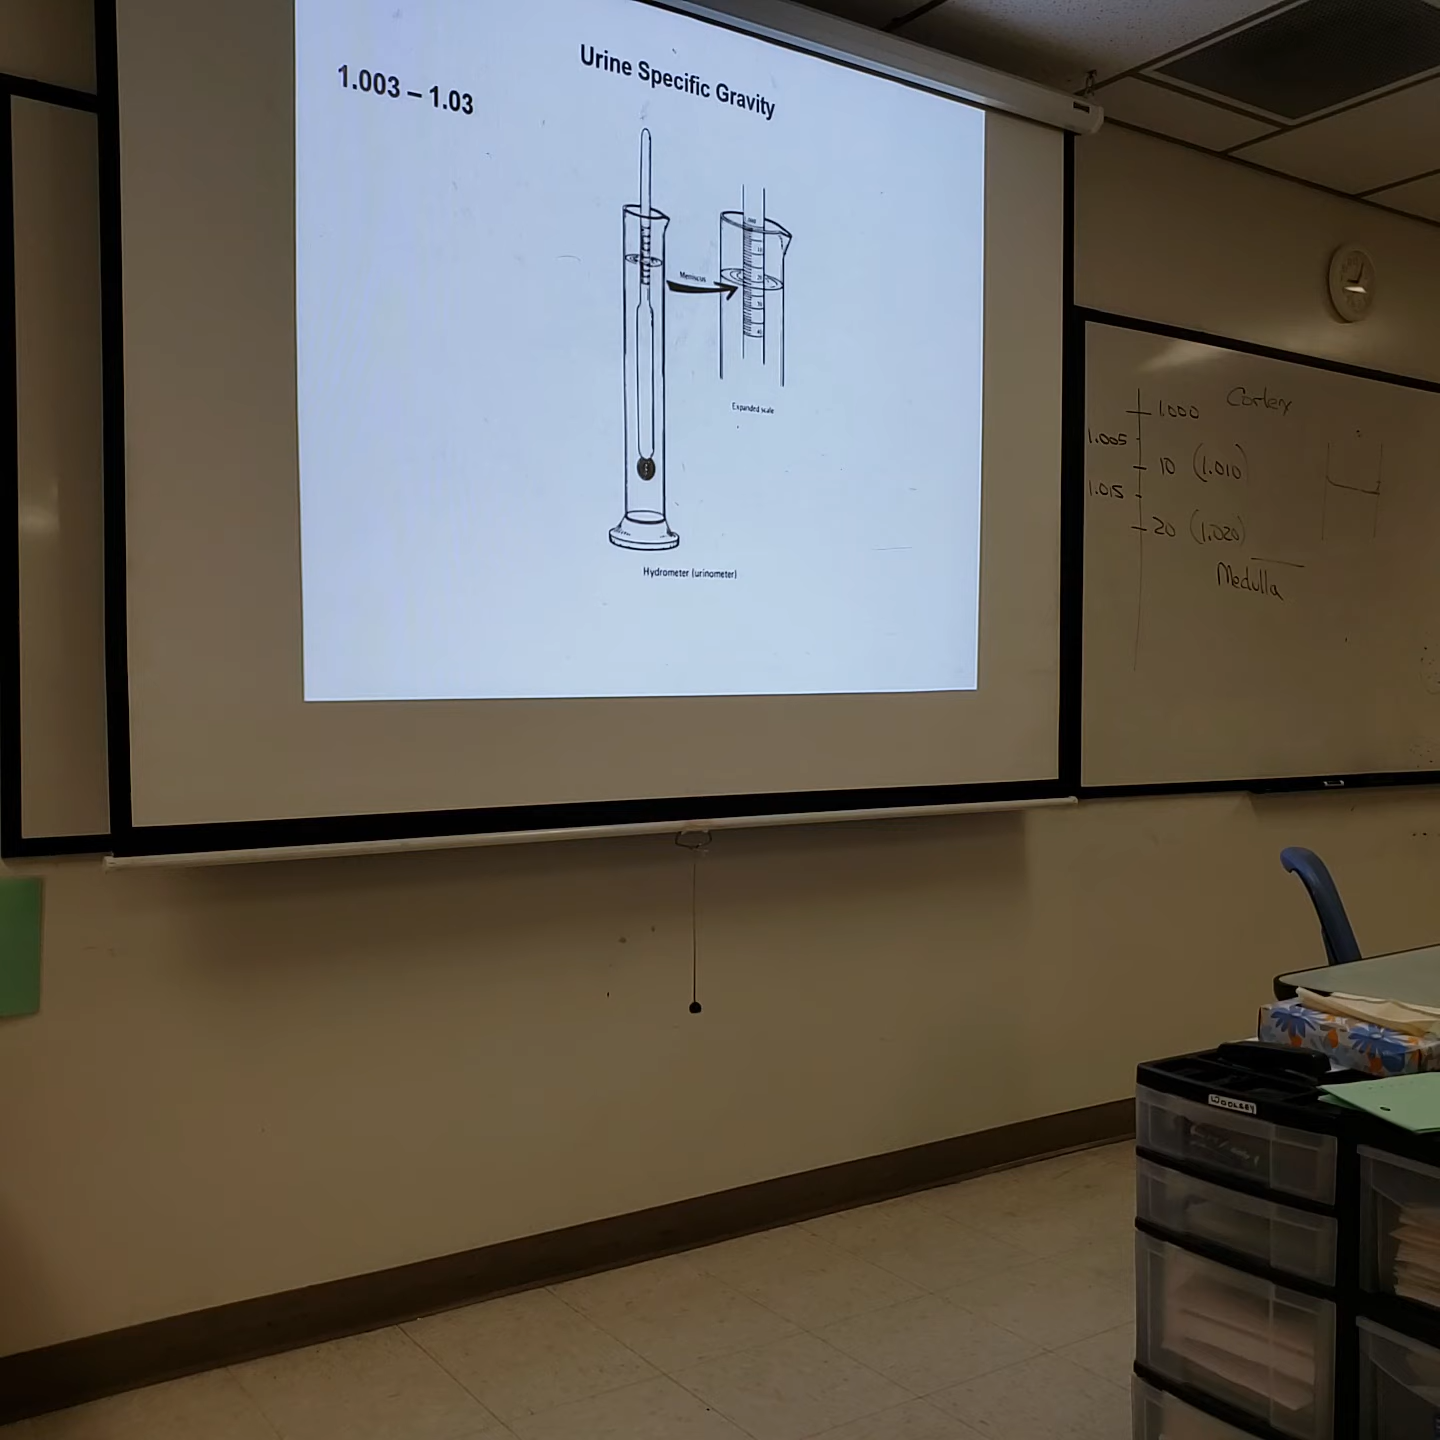 Urine Specific Gravity
1.003 – 1.03
Meniscus
Expanded scale
Hydrometer (urinometer)
Cortex
1.000
1.005
10 (1.010)
1.015
20 (1.020)
Medulla
WOOLSEY